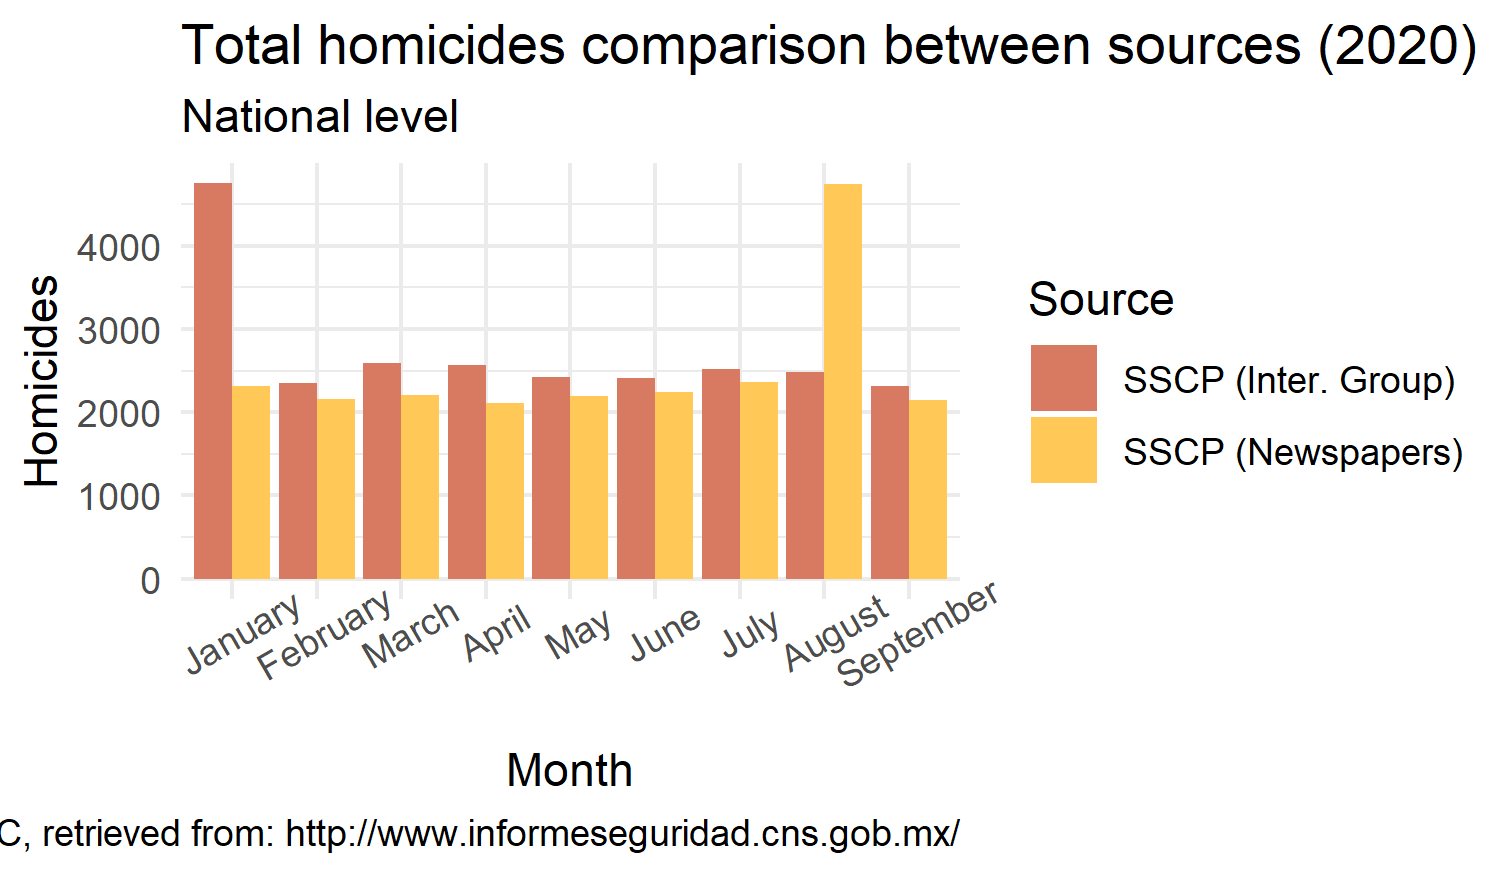 Total homicides comparison between sources (2020)
National level
Homicides
4000
3000
2000
1000
0
January
February
March
April
May
June
July
August
September
Month
Source
SSCP (Inter. Group)
SSCP (Newspapers)
C, retrieved from: http://www.informeseguridad.cns.gob.mx/